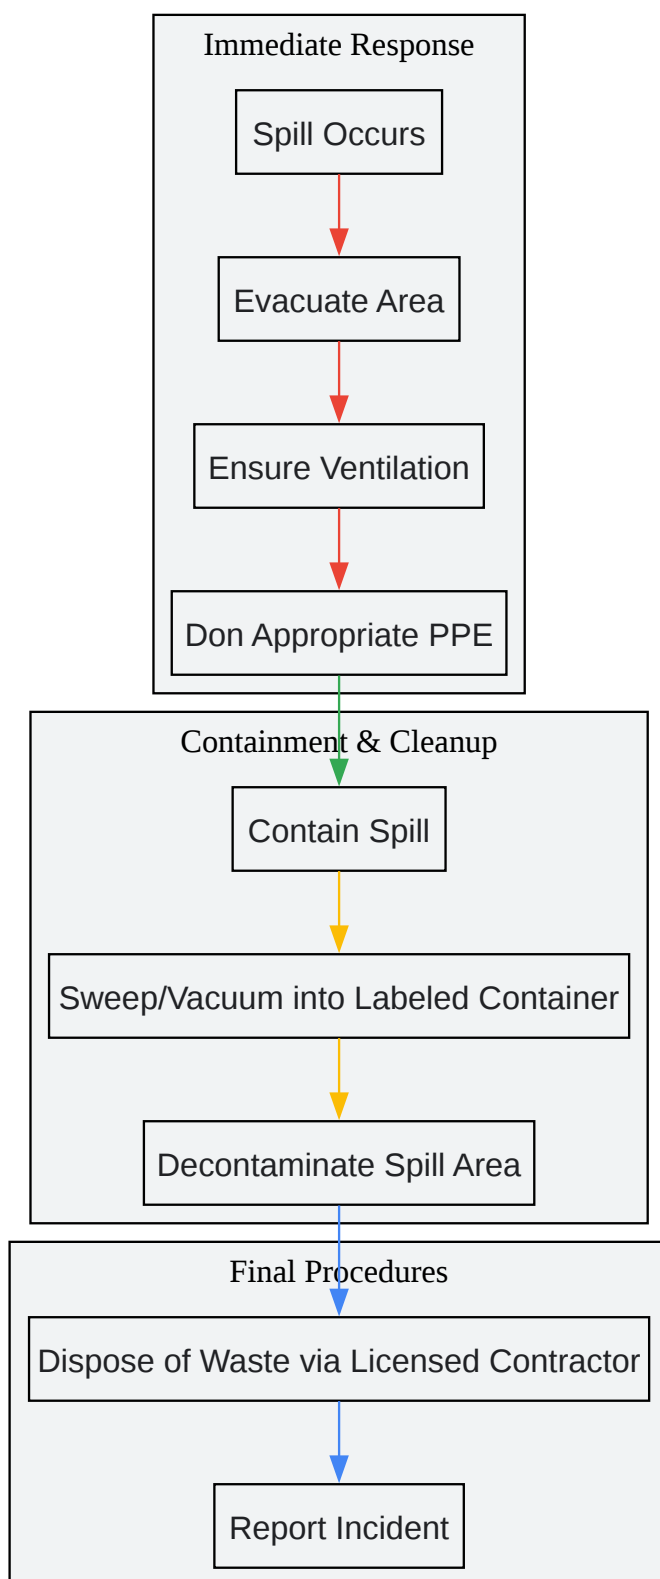 Immediate Response
Spill Occurs
Evacuate Area
Ensure Ventilation
Don Appropriate PPE
Containment & Cleanup
Contain Spill
Sweep/Vacuum into Labeled Container
Decontaminate Spill Area
Final Procedures
Dispose of Waste via Licensed Contractor
Report Incident